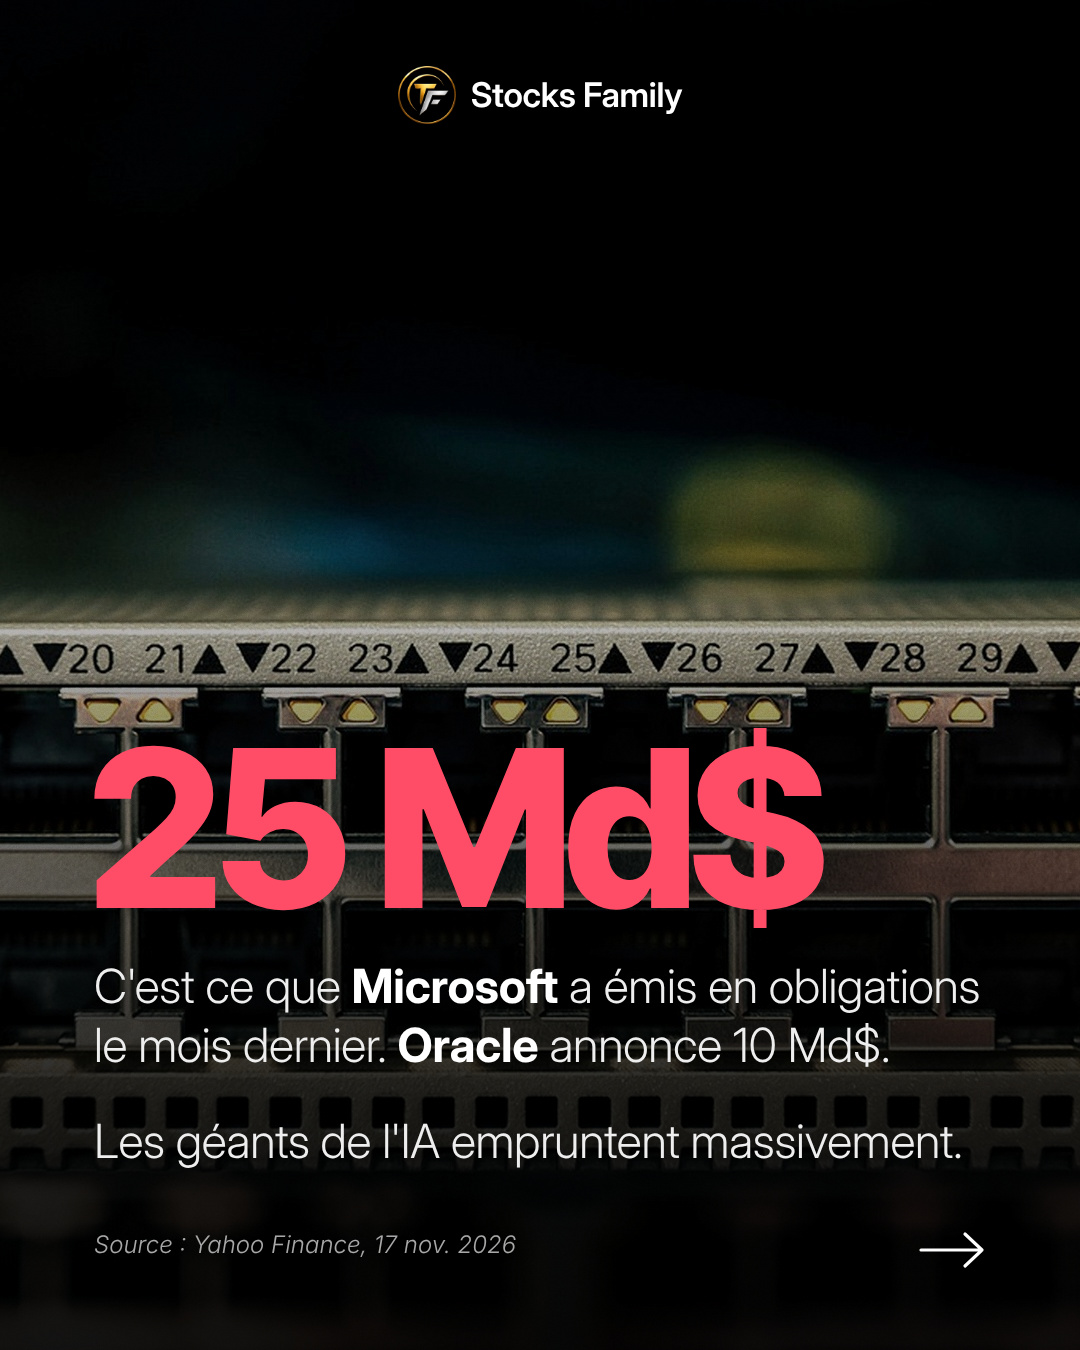 Stocks Family
▲ ▼20 21▲ ▼22 23▲ ▼24 25▲ ▼26 27▲ ▼28 29▲ ▼
25 Md$
C'est ce que Microsoft a émis en obligations
le mois dernier. Oracle annonce 10 Md$.
Les géants de l'IA empruntent massivement.
Source : Yahoo Finance, 17 nov. 2026